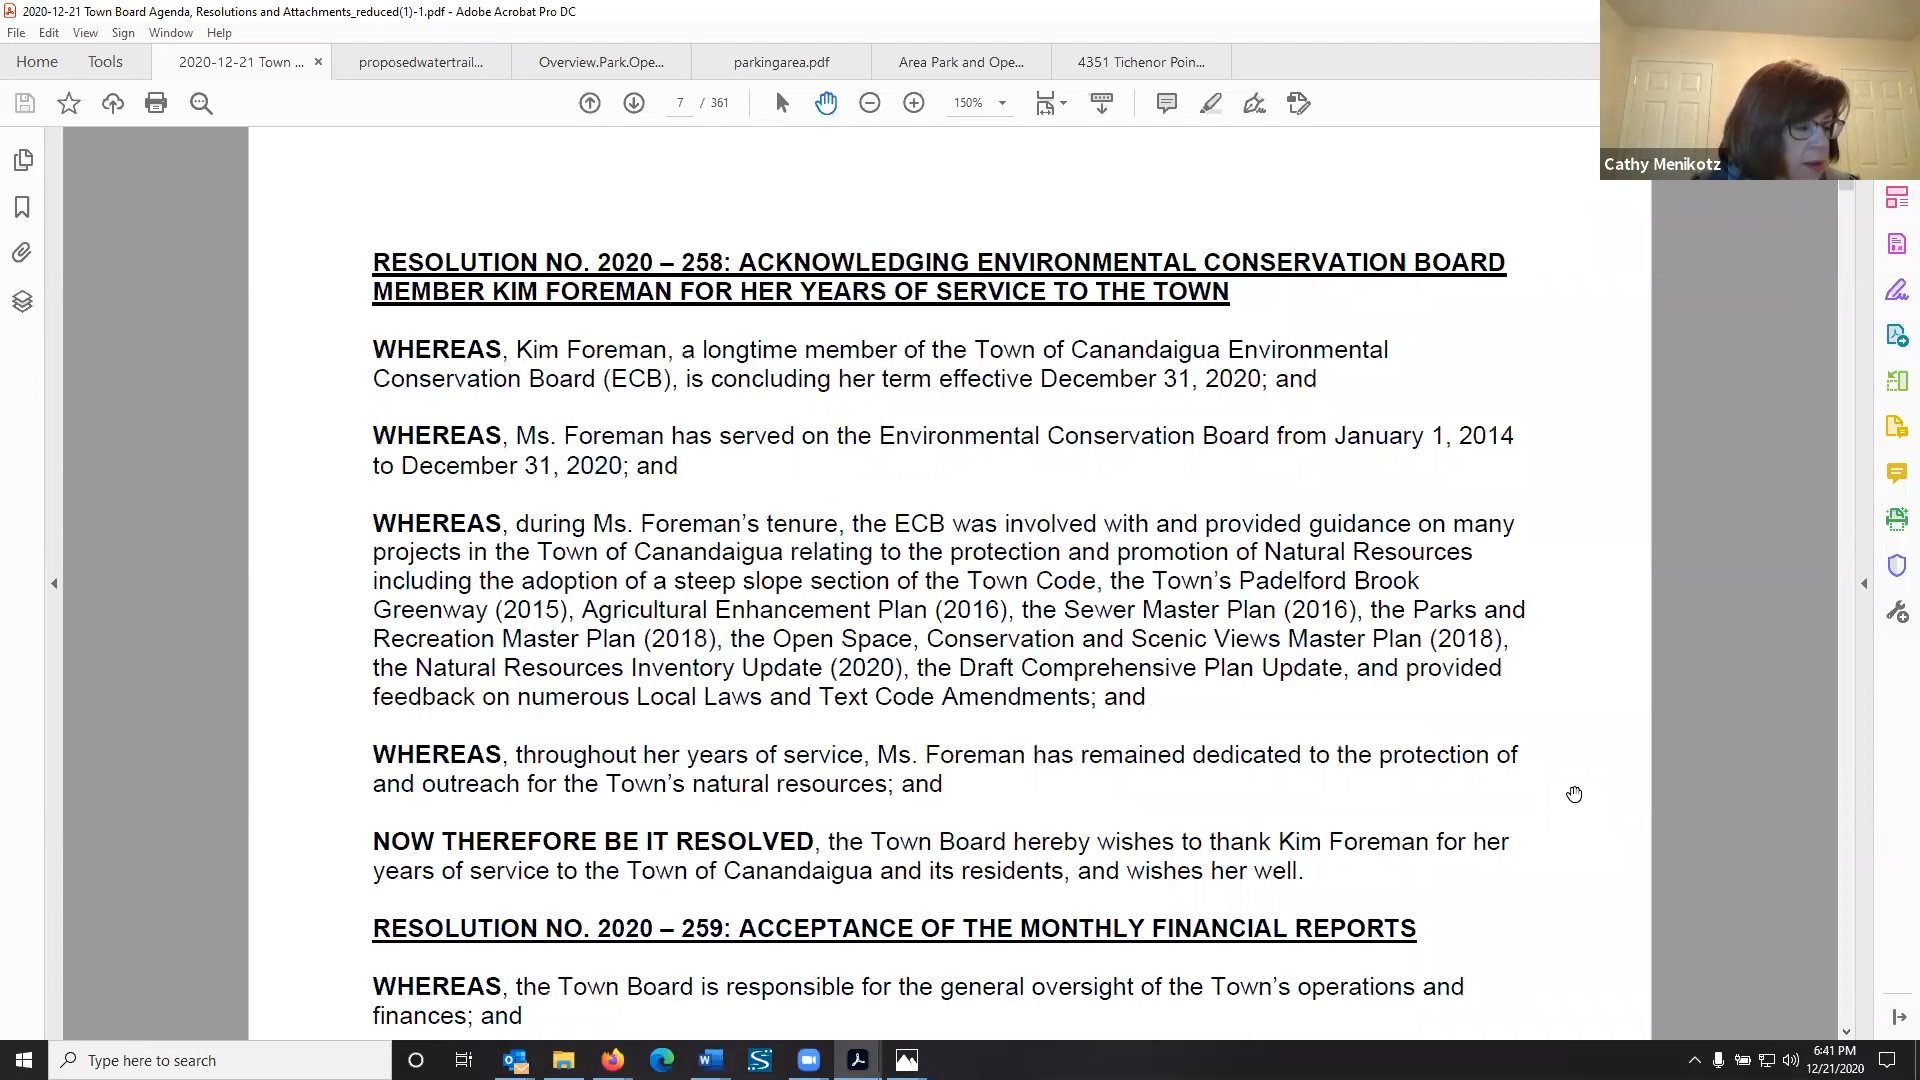 2020-12-21 Town Board Agenda, Resolutions and Attachments_reduced(1)-1.pdf - Adobe Acrobat Pro DC
File Edit View Sign Window Help
Home Tools 2020-12-21 Town ... × proposedwatertrail... Overview.Park.Ope... parkingarea.pdf Area Park and Ope... 4351 Tichenor Poin...
7 / 361 150%
Cathy Menikotz
RESOLUTION NO. 2020 – 258: ACKNOWLEDGING ENVIRONMENTAL CONSERVATION BOARD
MEMBER KIM FOREMAN FOR HER YEARS OF SERVICE TO THE TOWN
WHEREAS, Kim Foreman, a longtime member of the Town of Canandaigua Environmental
Conservation Board (ECB), is concluding her term effective December 31, 2020; and
WHEREAS, Ms. Foreman has served on the Environmental Conservation Board from January 1, 2014
to December 31, 2020; and
WHEREAS, during Ms. Foreman’s tenure, the ECB was involved with and provided guidance on many
projects in the Town of Canandaigua relating to the protection and promotion of Natural Resources
including the adoption of a steep slope section of the Town Code, the Town’s Padelford Brook
Greenway (2015), Agricultural Enhancement Plan (2016), the Sewer Master Plan (2016), the Parks and
Recreation Master Plan (2018), the Open Space, Conservation and Scenic Views Master Plan (2018),
the Natural Resources Inventory Update (2020), the Draft Comprehensive Plan Update, and provided
feedback on numerous Local Laws and Text Code Amendments; and
WHEREAS, throughout her years of service, Ms. Foreman has remained dedicated to the protection of
and outreach for the Town’s natural resources; and
NOW THEREFORE BE IT RESOLVED, the Town Board hereby wishes to thank Kim Foreman for her
years of service to the Town of Canandaigua and its residents, and wishes her well.
RESOLUTION NO. 2020 – 259: ACCEPTANCE OF THE MONTHLY FINANCIAL REPORTS
WHEREAS, the Town Board is responsible for the general oversight of the Town’s operations and
finances; and
Type here to search
6:41 PM
12/21/2020